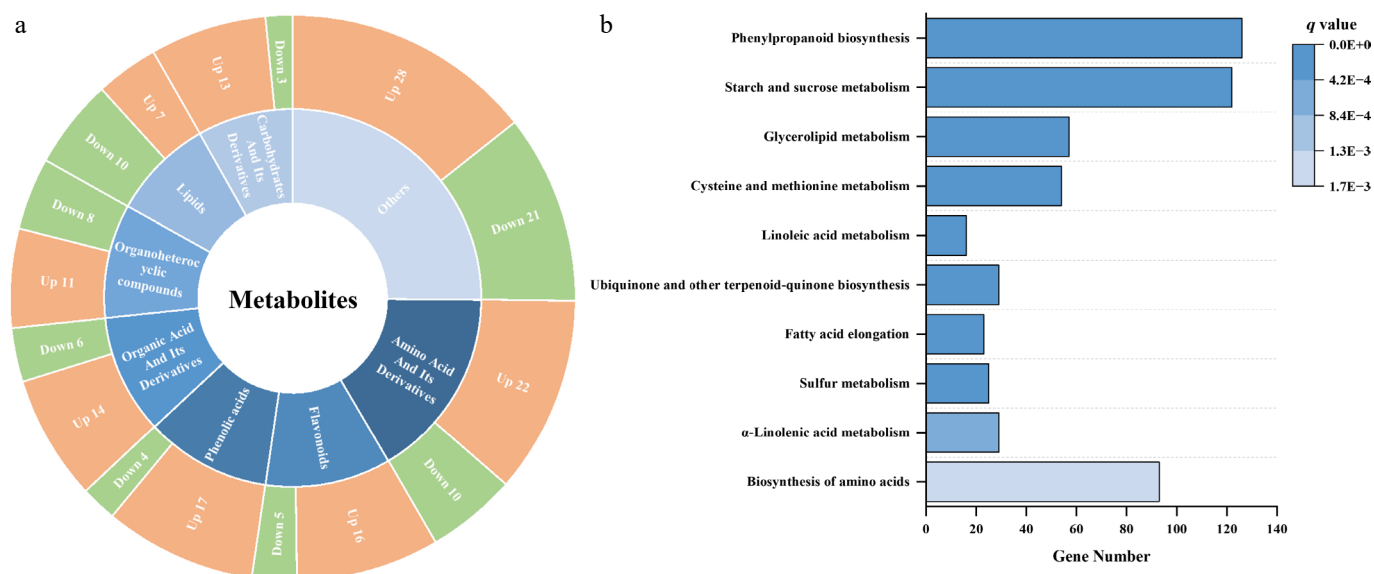 a
Down 3
Up 28
Up 13
Up 7
Down 10
Down 8
Up 11
Down 6
Up 14
Down 4
Up 17
Down 5
Up 16
Down 10
Up 22
Down 21
Carbohydrates
And Its
Derivatives
Others
Lipids
Organoheteroc
yclic
compounds
Organic Acid
And Its
Derivatives
Phenolic acids
Flavonoids
Amino Acid
And Its
Derivatives
Metabolites
b
Phenylpropanoid biosynthesis
Starch and sucrose metabolism
Glycerolipid metabolism
Cysteine and methionine metabolism
Linoleic acid metabolism
Ubiquinone and other terpenoid-quinone biosynthesis
Fatty acid elongation
Sulfur metabolism
α-Linolenic acid metabolism
Biosynthesis of amino acids
0 20 40 60 80 100 120 140
Gene Number
q value
0.0E+0
4.2E−4
8.4E−4
1.3E−3
1.7E−3